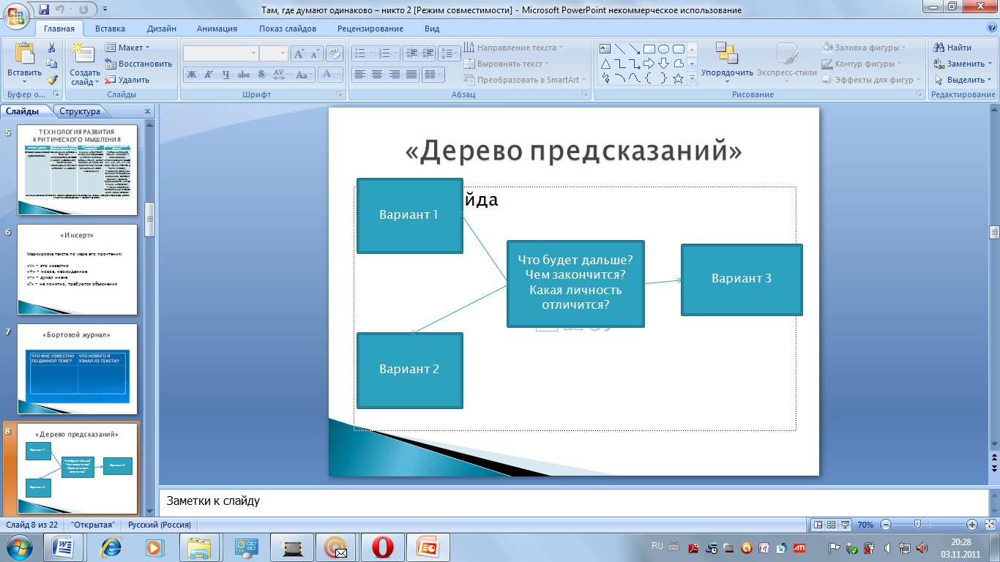 Там, где думают одинаково – никто 2 [Режим совместимости] - Microsoft PowerPoint некоммерческое использование
Главная Вставка Дизайн Анимация Показ слайдов Рецензирование Вид
Вставить
Буфер о...
Создать слайд
Макет
Восстановить
Удалить
Слайды
Ж К Ч abe S AV Aa А
Шрифт
Абзац
Направление текста
Выровнять текст
Преобразовать в SmartArt
Упорядочить
Экспресс-стили
Заливка фигуры
Контур фигуры
Эффекты для фигур
Рисование
Найти
Заменить
Выделить
Редактирование
Слайды Структура x
5
ТЕХНОЛОГИЯ РАЗВИТИЯ
КРИТИЧЕСКОГО МЫШЛЕНИЯ
6
«Инсерт»
Маркировка текста по мере его прочтения:
«V» – это известно
«+» – новое, неожиданное
«-» – думал иначе
«?» – не понятно, требуются объяснения
7
«Бортовой журнал»
ЧТО МНЕ ИЗВЕСТНО ПО ДАННОЙ ТЕМЕ?
ЧТО НОВОГО Я УЗНАЛ ИЗ ТЕКСТА?
8
«Дерево предсказаний»
Вариант 1
Что будет дальше?
Чем закончится?
Какая личность
отличится?
Вариант 3
Вариант 2
«Дерево предсказаний»
йда
Вариант 1
Что будет дальше?
Чем закончится?
Какая личность
отличится?
Вариант 3
Вариант 2
Заметки к слайду
Слайд 8 из 22 "Открытая" Русский (Россия) 70%
RU
ATI
20:28
03.11.2011